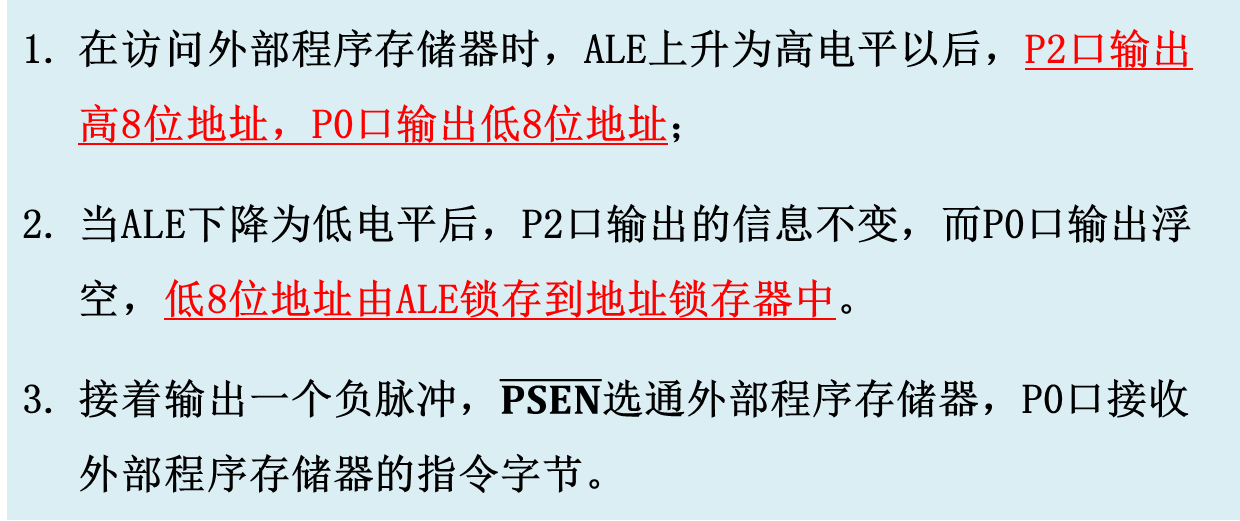 1. 在访问外部程序存储器时，ALE上升为高电平以后，P2口输出
高8位地址，P0口输出低8位地址；
2. 当ALE下降为低电平后，P2口输出的信息不变，而P0口输出浮
空，低8位地址由ALE锁存到地址锁存器中。
3. 接着输出一个负脉冲，P̅S̅E̅N̅选通外部程序存储器，P0口接收
外部程序存储器的指令字节。